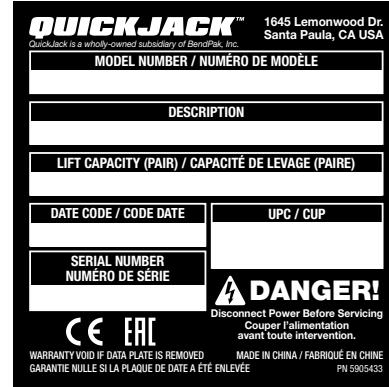 QUICKJACK™
1645 Lemonwood Dr.
Santa Paula, CA USA
QuickJack is a wholly-owned subsidiary of BendPak, Inc.
MODEL NUMBER / NUMÉRO DE MODÈLE
DESCRIPTION
LIFT CAPACITY (PAIR) / CAPACITÉ DE LEVAGE (PAIRE)
DATE CODE / CODE DATE
UPC / CUP
SERIAL NUMBER
NUMÉRO DE SÉRIE
DANGER!
Disconnect Power Before Servicing
Couper l'alimentation
avant toute intervention.
CE EAC
WARRANTY VOID IF DATA PLATE IS REMOVED
MADE IN CHINA / FABRIQUÉ EN CHINE
GARANTIE NULLE SI LA PLAQUE DE DATE A ÉTÉ ENLEVÉE
PN 5905433